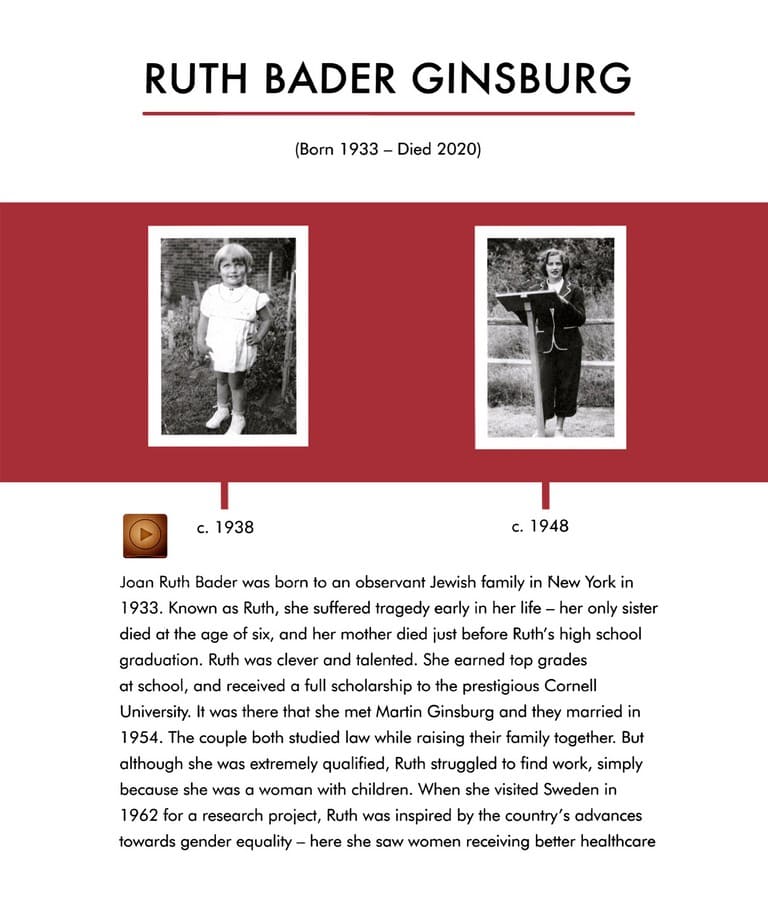 RUTH BADER GINSBURG
(Born 1933 – Died 2020)
c. 1938
c. 1948
Joan Ruth Bader was born to an observant Jewish family in New York in
1933. Known as Ruth, she suffered tragedy early in her life – her only sister
died at the age of six, and her mother died just before Ruth’s high school
graduation. Ruth was clever and talented. She earned top grades
at school, and received a full scholarship to the prestigious Cornell
University. It was there that she met Martin Ginsburg and they married in
1954. The couple both studied law while raising their family together. But
although she was extremely qualified, Ruth struggled to find work, simply
because she was a woman with children. When she visited Sweden in
1962 for a research project, Ruth was inspired by the country’s advances
towards gender equality – here she saw women receiving better healthcare